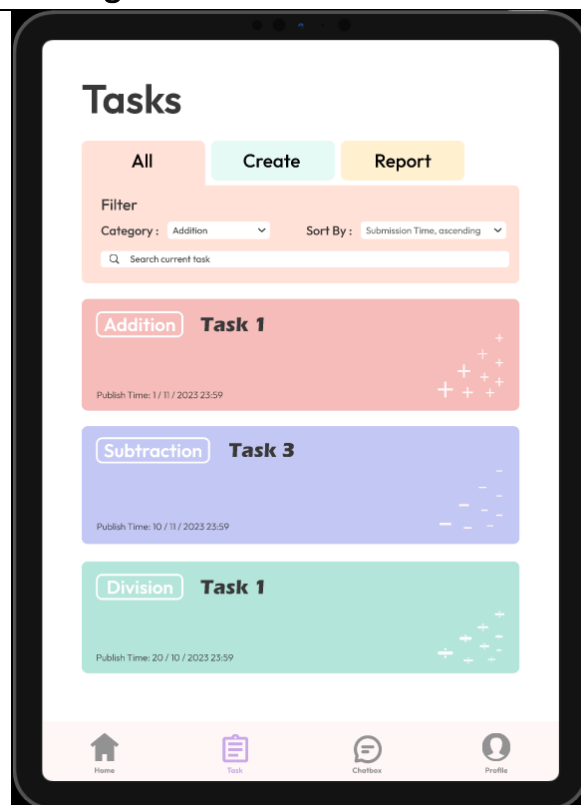 Tasks
All Create Report
Filter
Category : Addition Sort By : Submission Time, ascending
Search current task
Addition Task 1
Publish Time: 1 / 11 / 2023 23:59
Subtraction Task 3
Publish Time: 10 / 11 / 2023 23:59
Division Task 1
Publish Time: 20 / 10 / 2023 23:59
Home Task Chatbox Profile